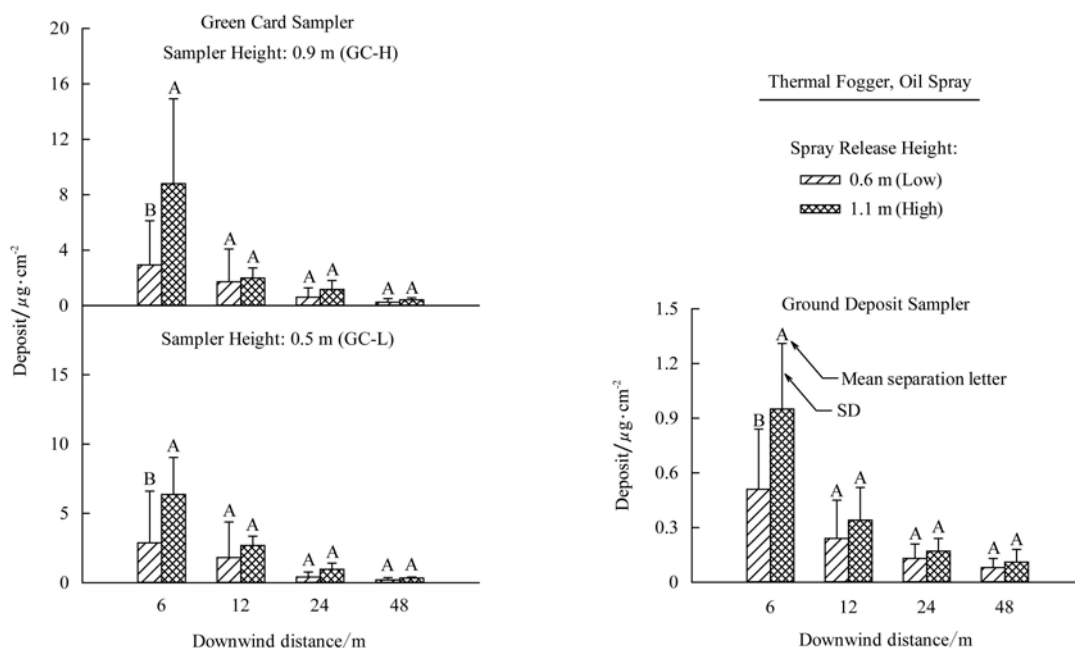 Green Card Sampler
Sampler Height: 0.9 m (GC-H)
20
16
12
8
4
0
A
B
A
A
A
A
A
A
Deposit/μg·cm⁻²
Sampler Height: 0.5 m (GC-L)
15
10
5
0
B
A
A
A
A
A
A
A
6
12
24
48
Downwind distance/m
Thermal Fogger, Oil Spray
Spray Release Height:
0.6 m (Low)
1.1 m (High)
Ground Deposit Sampler
1.5
1.2
0.9
0.6
0.3
0
Deposit/μg·cm⁻²
A
B
A
A
A
A
A
A
Mean separation letter
SD
6
12
24
48
Downwind distance/m